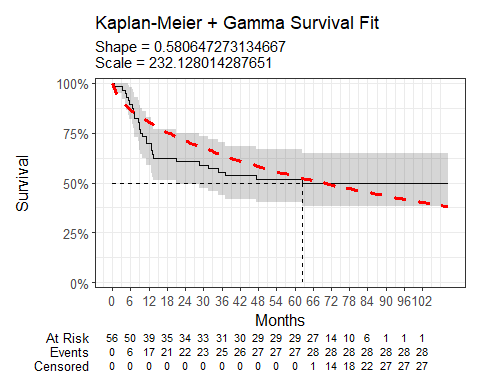 Kaplan-Meier + Gamma Survival Fit
Shape = 0.580647273134667
Scale = 232.128014287651
100%
75%
50%
25%
0%
Survival
0 6 12 18 24 30 36 42 48 54 60 66 72 78 84 90 96 102
Months
At Risk 56 50 39 35 34 33 31 30 29 29 29 27 14 10 6 1 1 1
Events 0 6 17 21 22 23 25 26 27 27 27 28 28 28 28 28 28 28
Censored 0 0 0 0 0 0 0 0 0 0 0 1 14 18 22 27 27 27